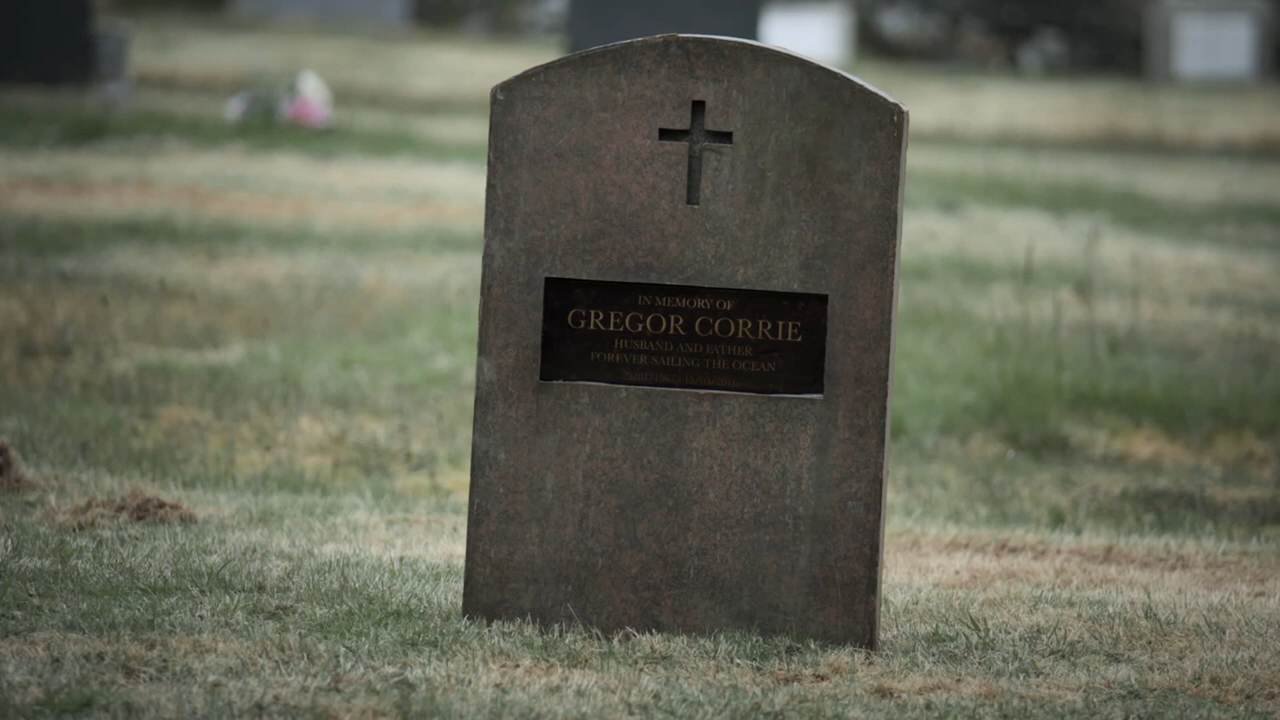 IN MEMORY OF
GREGOR CORRIE
HUSBAND AND FATHER
FOREVER SAILING THE OCEAN